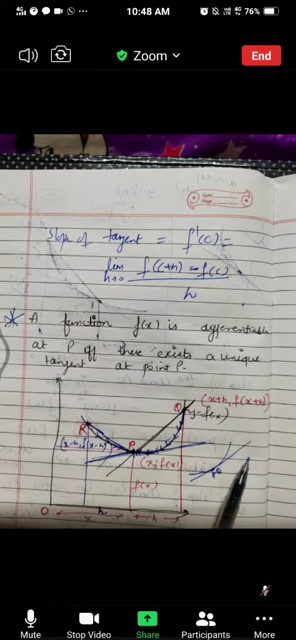 10:48 AM
76%
Zoom
End
Slope of tangent = f'(c) =
lim f(c+h) - f(c)
h→0
h
* A function f(x) is differentiable
at P iff there exists a unique
tangent at point P.
(x+h, f(x+h))
Q
y=f(x)
R
(x-h, f(x-h))
P
(x, f(x))
f(x)
O
x
h
h
Mute
Stop Video
Share
Participants
More